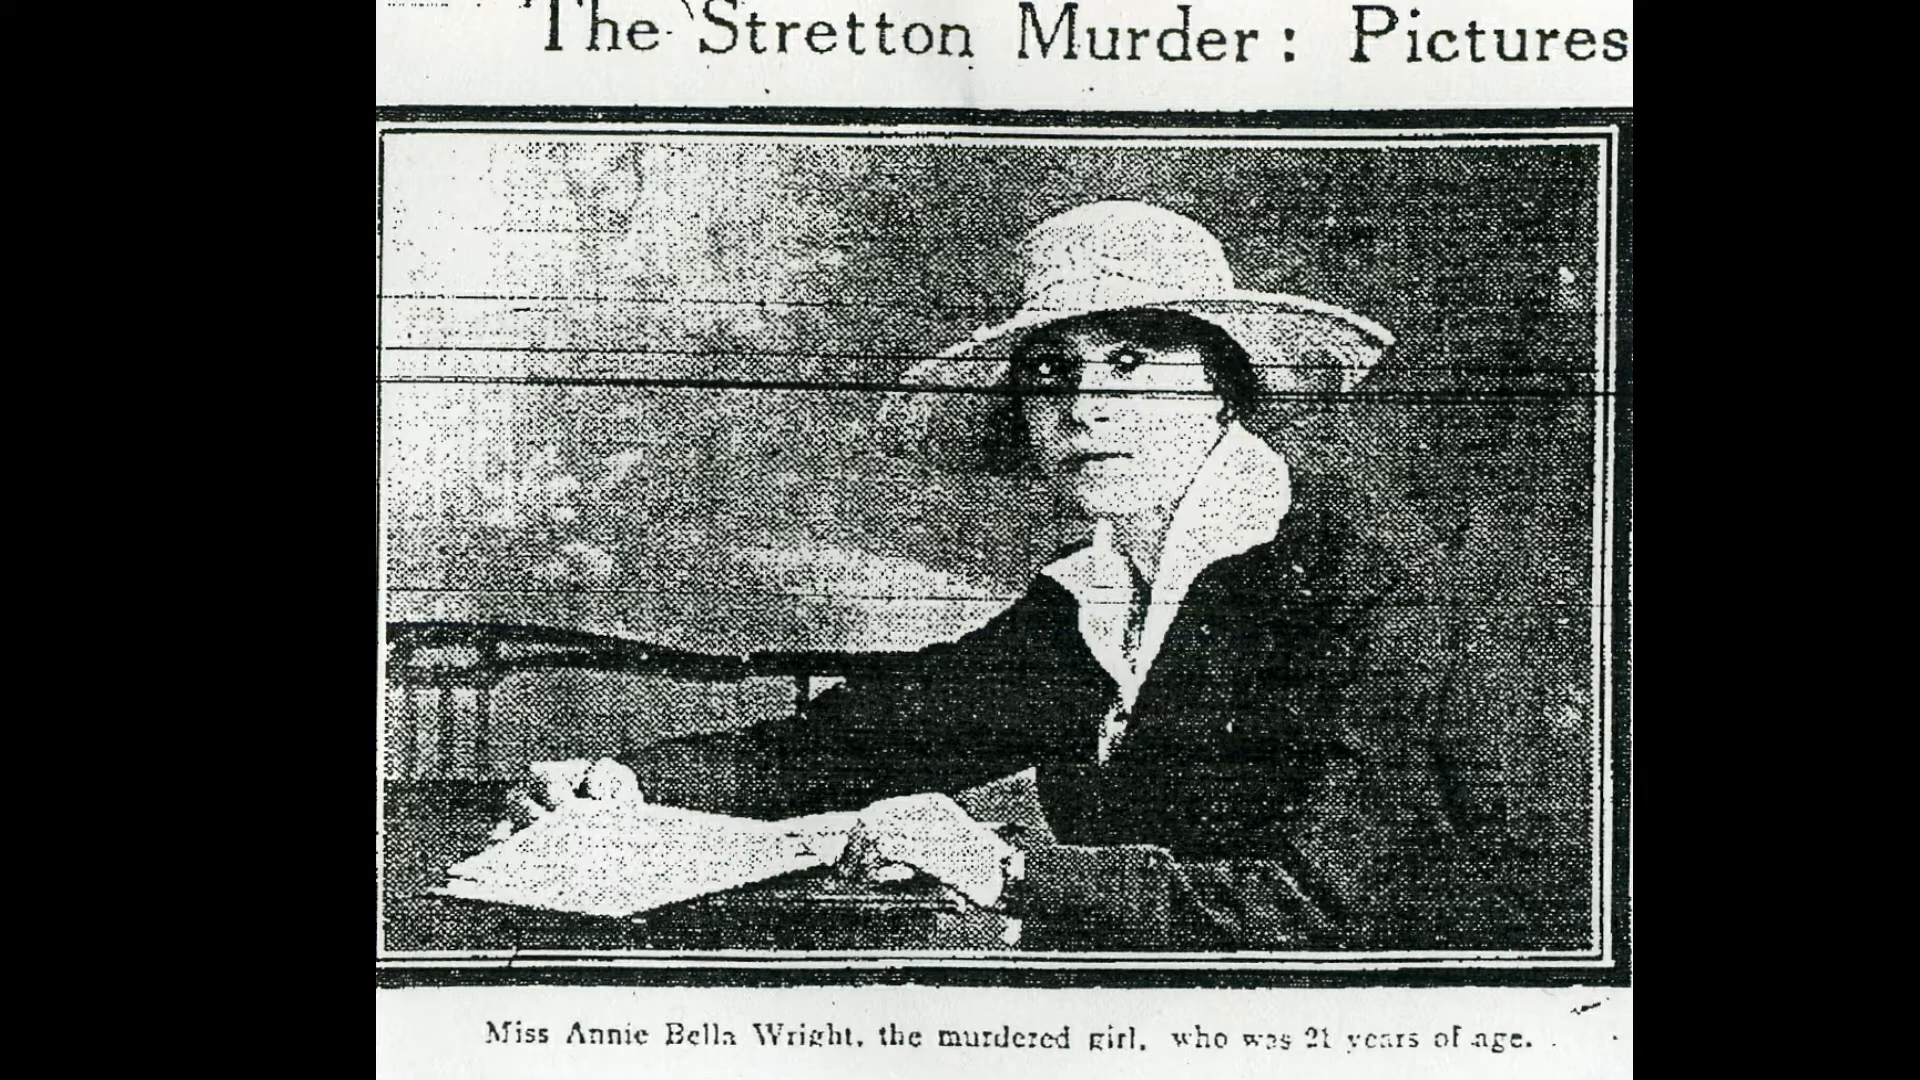 The Stretton Murder: Pictures
Miss Annie Bella Wright, the murdered girl, who was 21 years of age.